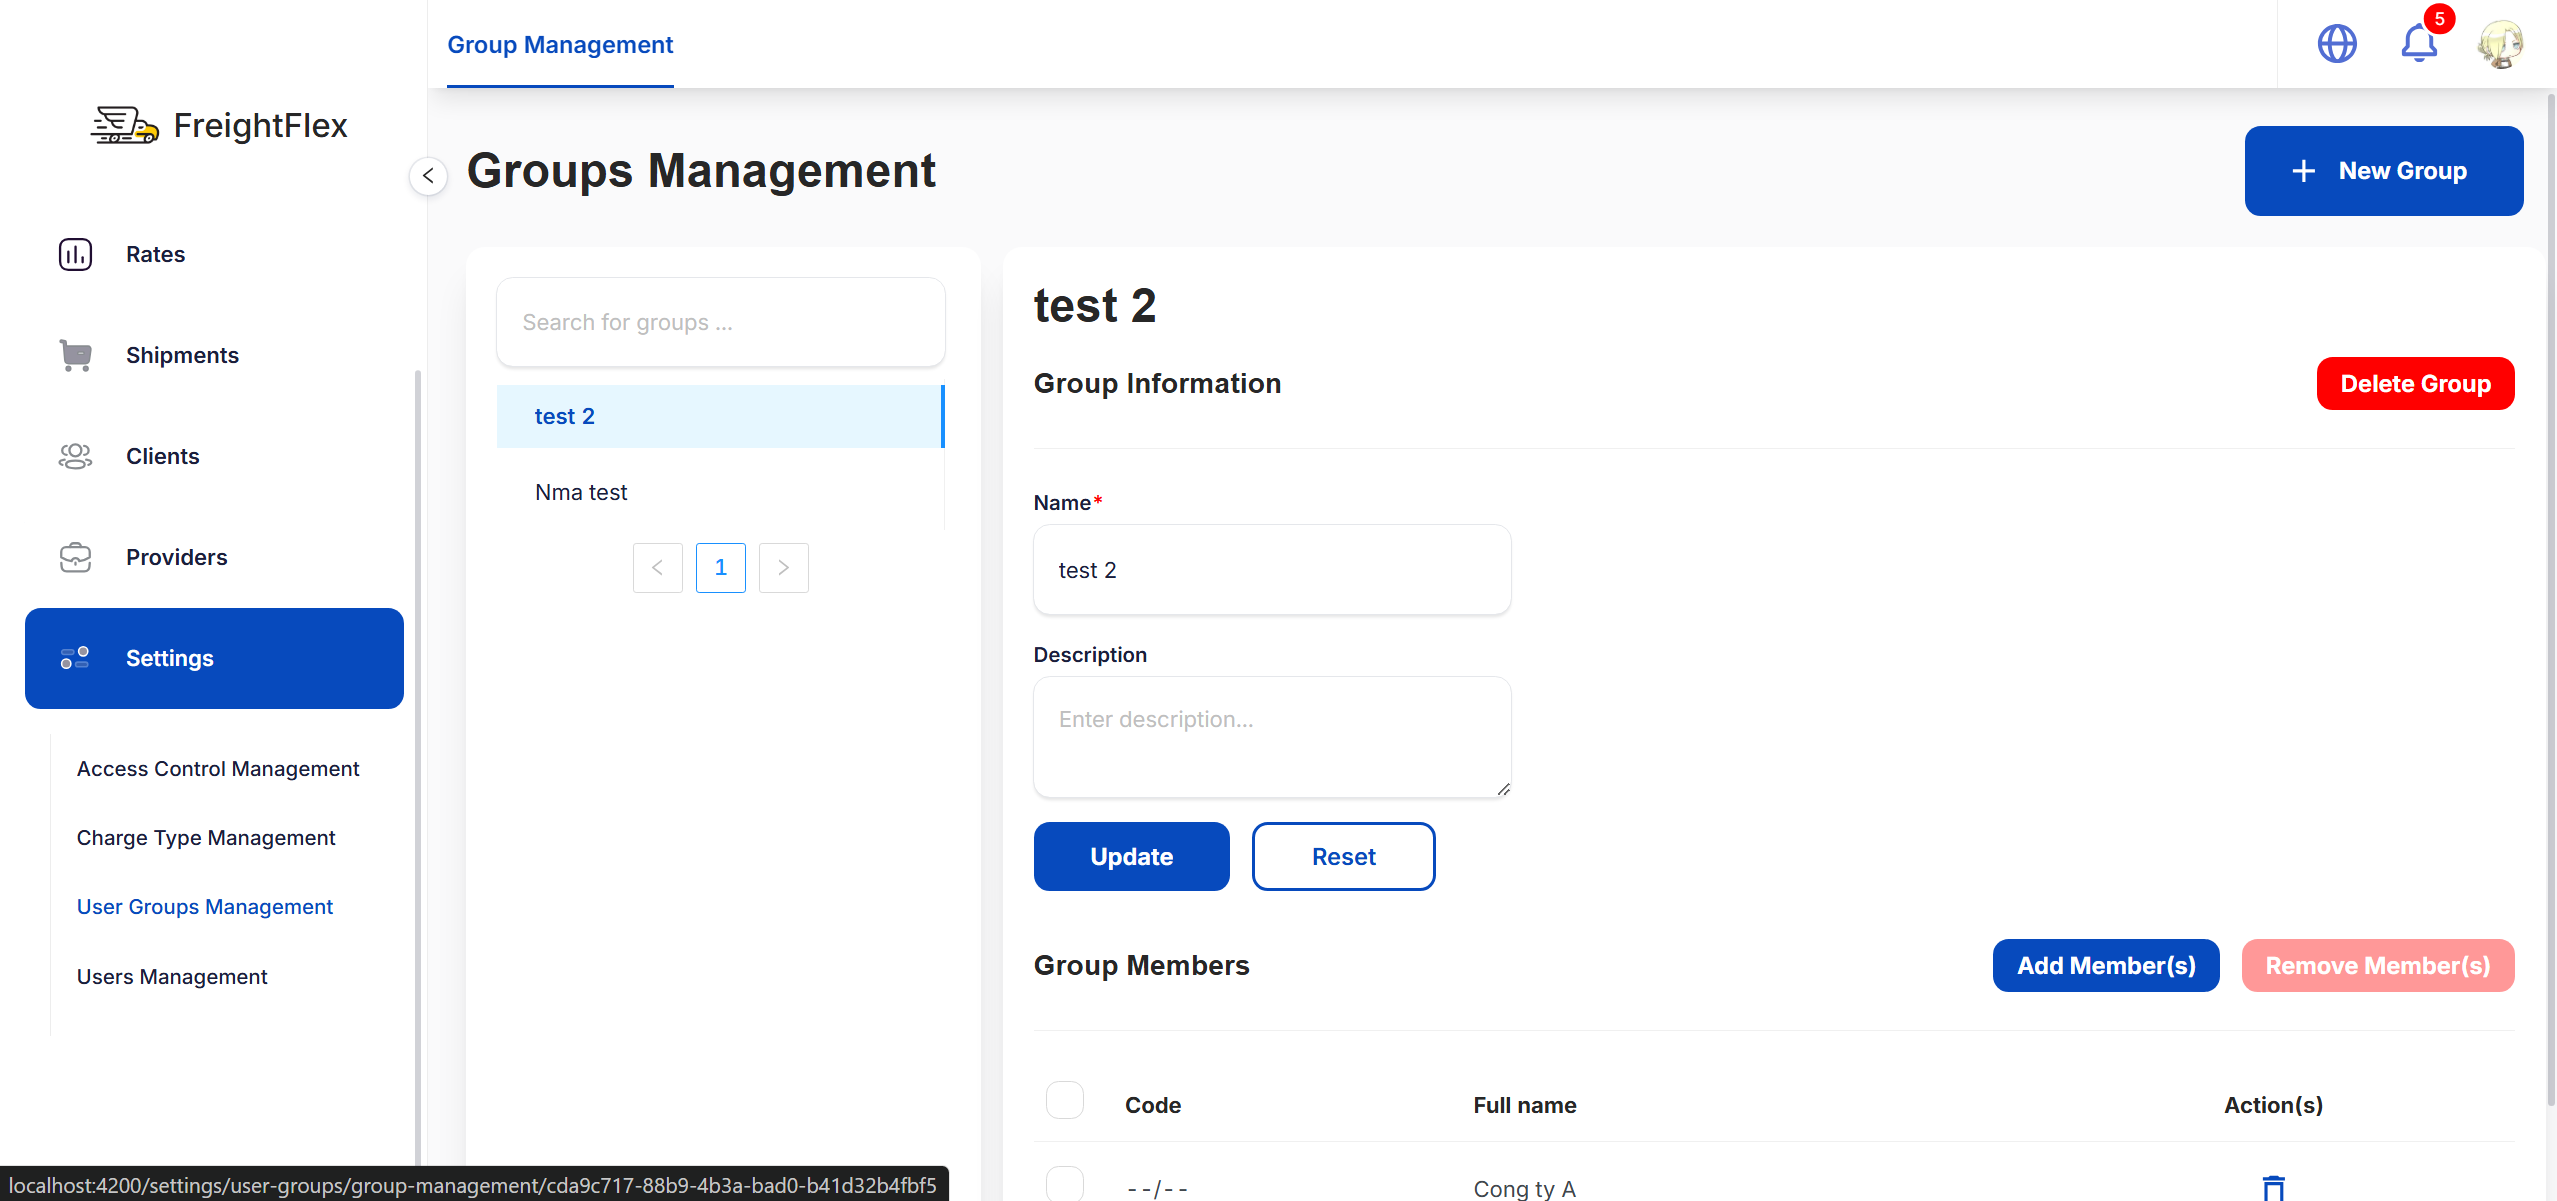 Group Management
5
FreightFlex
Groups Management
+ New Group
Rates
Shipments
Clients
Providers
Settings
Access Control Management
Charge Type Management
User Groups Management
Users Management
Search for groups ...
test 2
Nma test
< 1 >
test 2
Group Information
Delete Group
Name*
test 2
Description
Enter description...
Update
Reset
Group Members
Add Member(s)
Remove Member(s)
Code
Full name
Action(s)
--/--
Cong ty A
localhost:4200/settings/user-groups/group-management/cda9c717-88b9-4b3a-bad0-b41d32b4fbf5